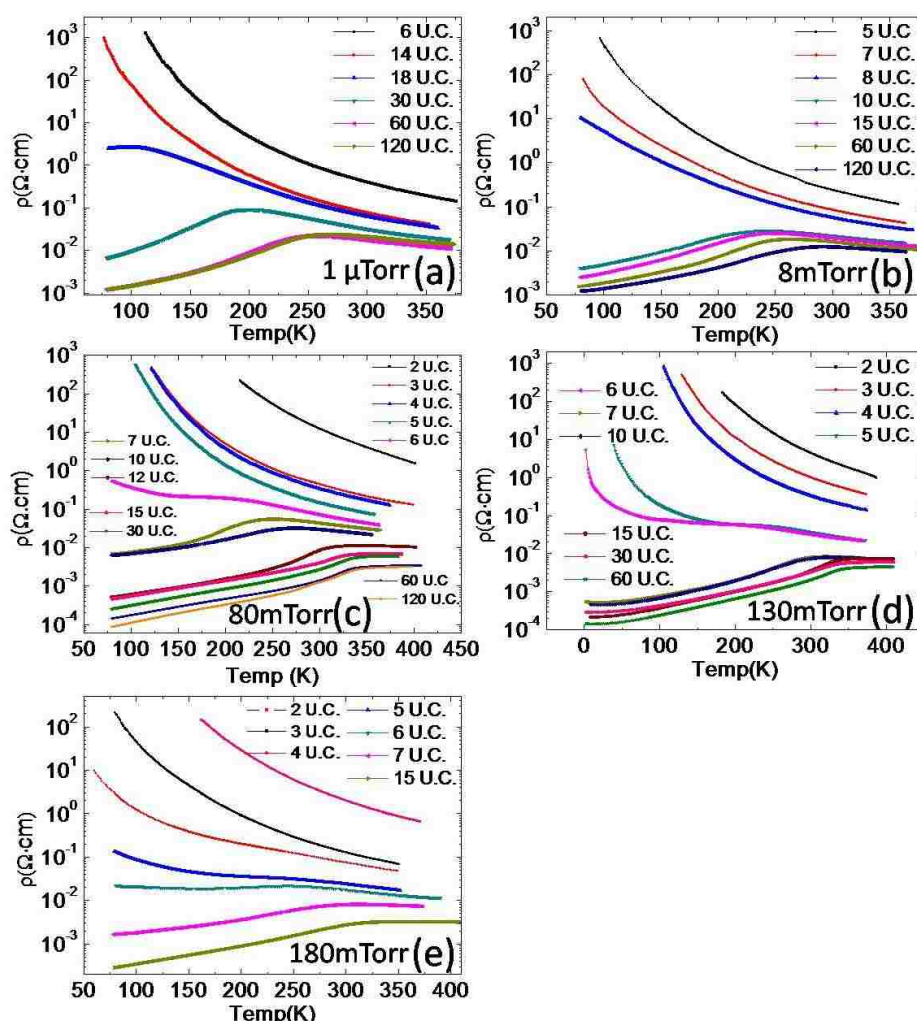 10³
10²
10¹
10⁰
10⁻¹
10⁻²
10⁻³
ρ(Ω·cm)
6 U.C.
14 U.C.
18 U.C.
30 U.C.
60 U.C.
120 U.C.
1 µTorr (a)
100 150 200 250 300 350
Temp(K)
10³
10²
10¹
10⁰
10⁻¹
10⁻²
10⁻³
ρ(Ω·cm)
5 U.C
7 U.C.
8 U.C.
10 U.C.
15 U.C.
60 U.C.
120 U.C.
8mTorr (b)
50 100 150 200 250 300 350
Temp(K)
10³
10²
10¹
10⁰
10⁻¹
10⁻²
10⁻³
10⁻⁴
ρ(Ω.cm)
2 U.C.
3 U.C.
4 U.C.
5 U.C.
6 U.C
7 U.C.
10 U.C.
12 U.C.
15 U.C.
30 U.C.
60 U.C
120 U.C.
80mTorr (c)
50 100 150 200 250 300 350 400 450
Temp (K)
10³
10²
10¹
10⁰
10⁻¹
10⁻²
10⁻³
10⁻⁴
ρ(Ω·cm)
6 U.C.
7 U.C.
10 U.C.
2 U.C
3 U.C.
4 U.C.
5 U.C.
15 U.C.
30 U.C.
60 U.C.
130mTorr (d)
0 100 200 300 400
Temp(K)
10²
10¹
10⁰
10⁻¹
10⁻²
10⁻³
ρ(Ω·cm)
2 U.C.
3 U.C.
4 U.C.
5 U.C.
6 U.C.
7 U.C.
15 U.C.
180mTorr (e)
50 100 150 200 250 300 350 400
Temp(K)